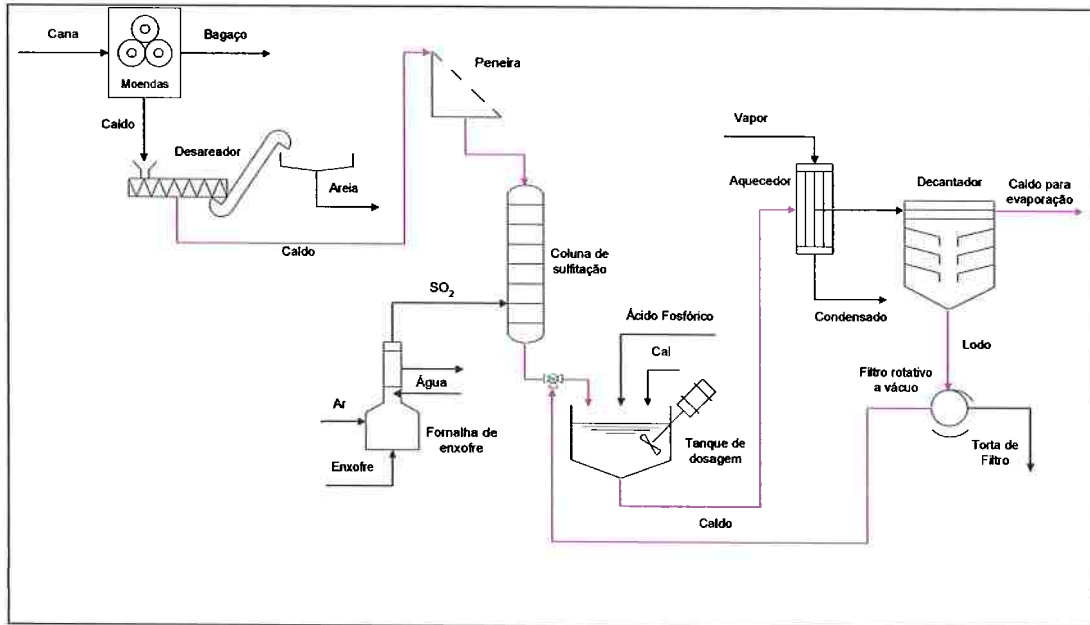 Cana
Bagaço
Moendas
Caldo
Desareador
Areia
Caldo
Peneira
Coluna de
sulfitação
SO₂
Água
Ar
Fornalha de
enxofre
Enxofre
Ácido Fosfórico
Cal
Tanque de
dosagem
Caldo
Vapor
Aquecedor
Condensado
Decantador
Caldo para
evaporação
Lodo
Filtro rotativo
a vácuo
Torta de
Filtro